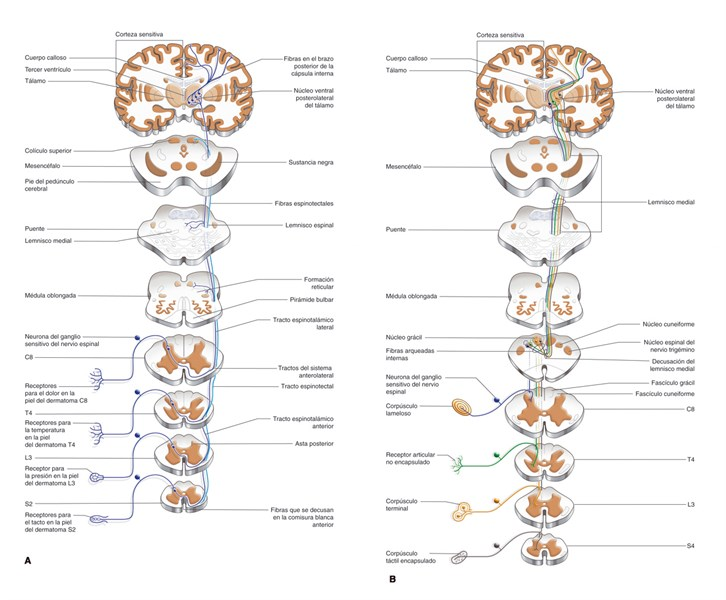 Corteza sensitiva
Cuerpo calloso
Tercer ventrículo
Tálamo
Fibras en el brazo
posterior de la
cápsula interna
Núcleo ventral
posterolateral
del tálamo
Colículo superior
Mesencéfalo
Pie del pedúnculo
cerebral
Sustancia negra
Fibras espinotectales
Puente
Lemnisco medial
Lemnisco espinal
Médula oblongada
Formación
reticular
Pirámide bulbar
Tracto espinotalámico
lateral
Neurona del ganglio
sensitivo del nervio espinal
C8
Receptores
para el dolor en la
piel del dermatoma C8
Tractos del sistema
anterolateral
Tracto espinotectal
T4
Receptores para
la temperatura
en la piel
del dermatoma T4
Tracto espinotalámico
anterior
Asta posterior
L3
Receptor para
la presión en la piel
del dermatoma L3
S2
Receptores para
el tacto en la piel
del dermatoma S2
Fibras que se decusan
en la comisura blanca
anterior
A
Corteza sensitiva
Cuerpo calloso
Tálamo
Núcleo ventral
posterolateral
del tálamo
Mesencéfalo
Lemnisco medial
Puente
Médula oblongada
Núcleo grácil
Fibras arqueadas
internas
Núcleo cuneiforme
Núcleo espinal del
nervio trigémino
Decusación del
lemnisco medial
Neurona del ganglio
sensitivo del nervio
espinal
Fascículo grácil
Fascículo cuneiforme
Corpúsculo
lameloso
C8
Receptor articular
no encapsulado
T4
Corpúsculo
terminal
L3
Corpúsculo
táctil encapsulado
S4
B